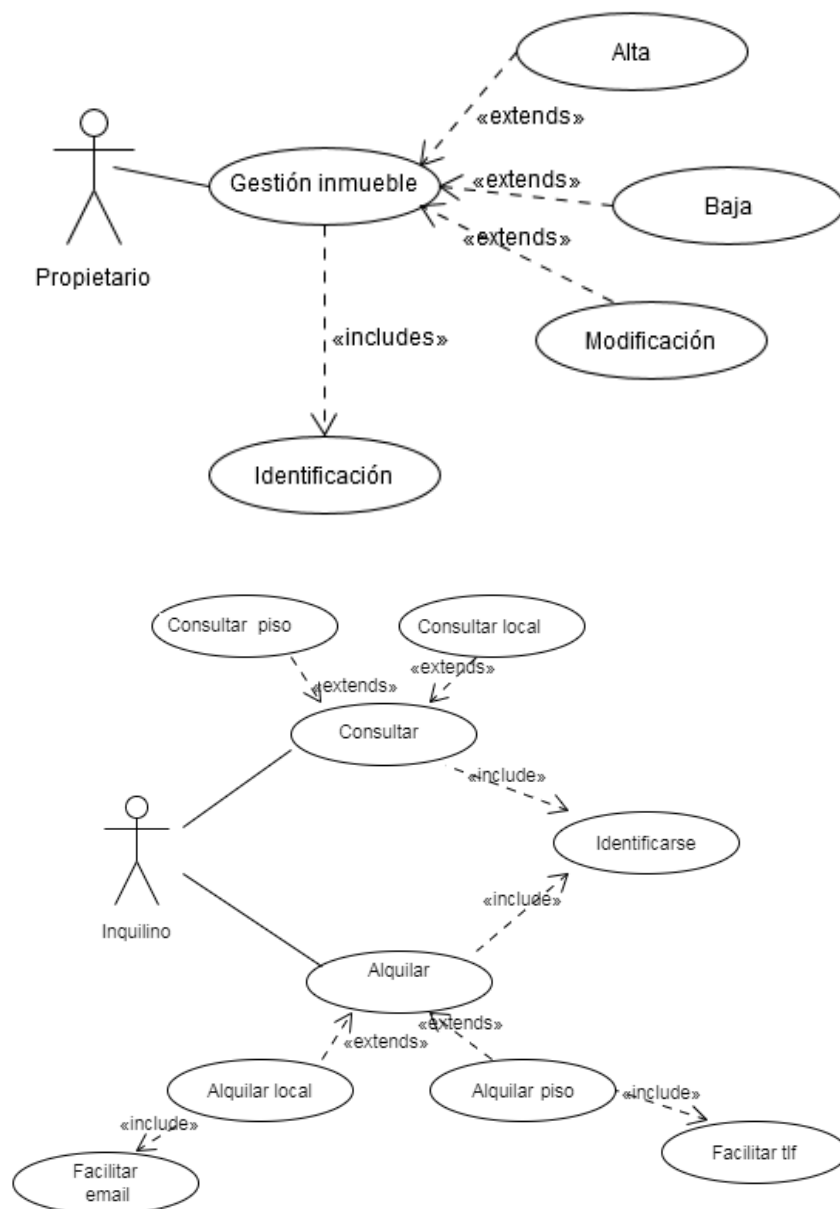 Alta
«extends»
Gestión inmueble
«extends»
Baja
«extends»
Propietario
«includes»
Modificación
Identificación
Consultar piso
Consultar local
«extends»
«extends»
Consultar
«include»
Identificarse
«include»
Inquilino
Alquilar
«extends»
«extends»
Alquilar local
Alquilar piso
«include»
«include»
Facilitar
email
Facilitar tlf